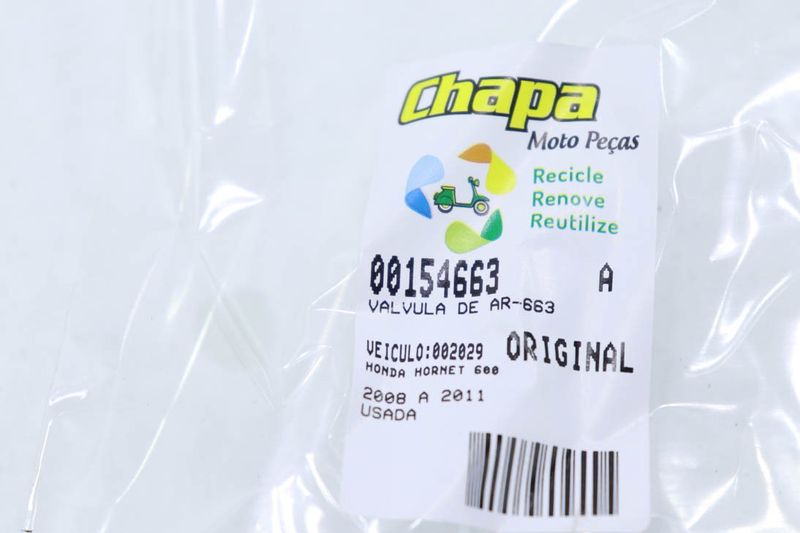 Chapa
Moto Peças
Recicle
Renove
Reutilize
00154663 A
VALVULA DE AR-663
VEICULO:002029 ORIGINAL
HONDA HORNET 600
2008 A 2011
USADA